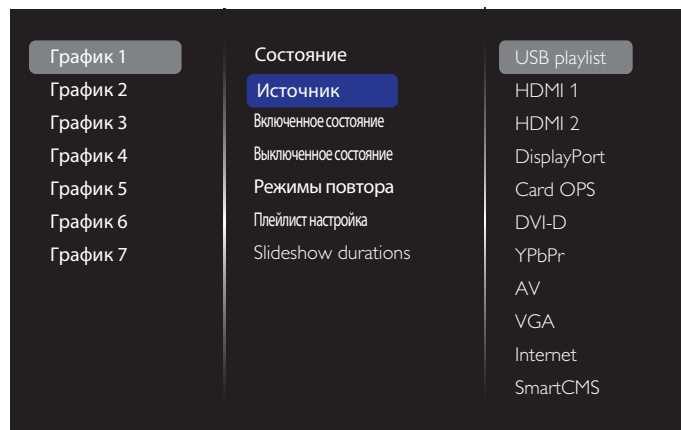 График 1
График 2
График 3
График 4
График 5
График 6
График 7
Состояние
Источник
Включенное состояние
Выключенное состояние
Режимы повтора
Плейлист настройка
Slideshow durations
USB playlist
HDMI 1
HDMI 2
DisplayPort
Card OPS
DVI-D
YPbPr
AV
VGA
Internet
SmartCMS